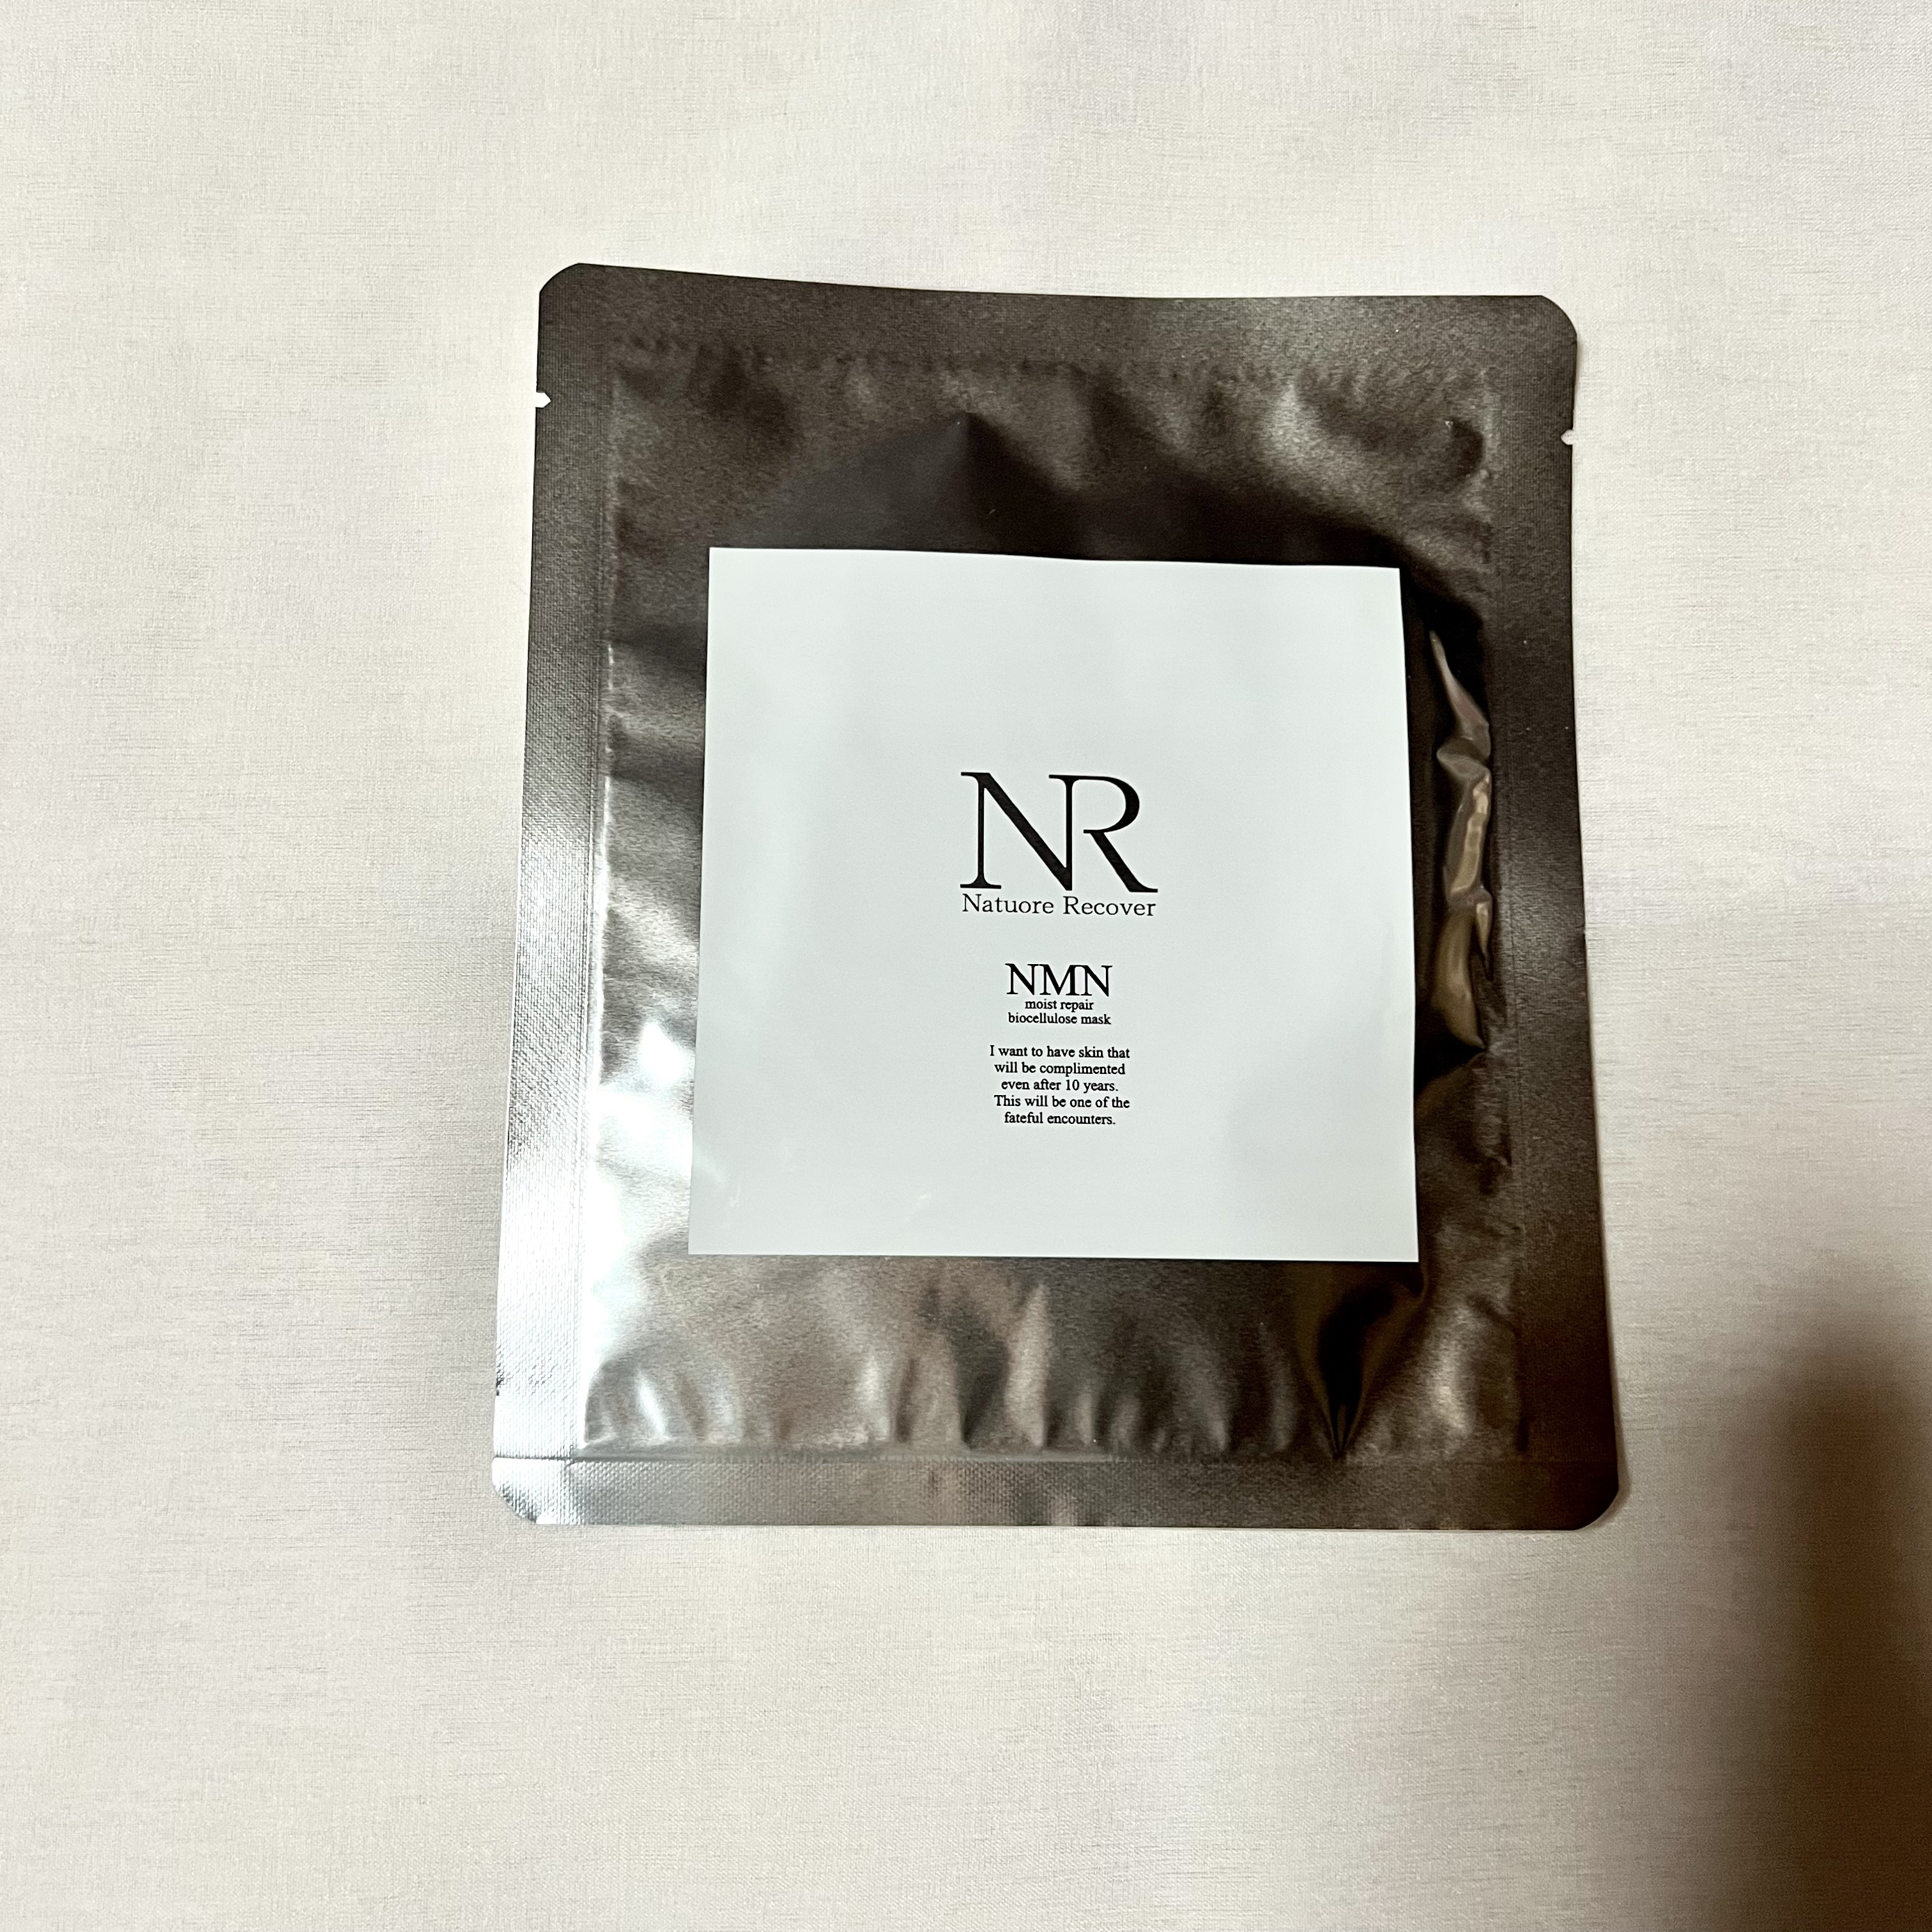 NR
Natuore Recover
NMN
moist repair
biocellulose mask
I want to have skin that
will be complimented
even after 10 years.
This will be one of the
fateful encounters.